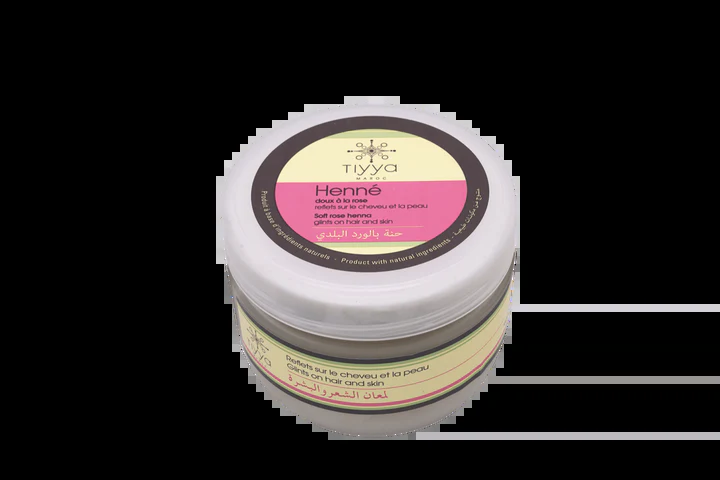 Tiyya
MAROC
Henné
doux à la rose
reflets sur le cheveu et la peau
Soft rose henna
glints on hair and skin
حنة بالورد البلدي
Produit à base d'ingrédients naturels - Product with natural ingredients -
Tiyya
Reflets sur le cheveu et la peau
Glints on hair and skin
لمعان الشعر والبشرة